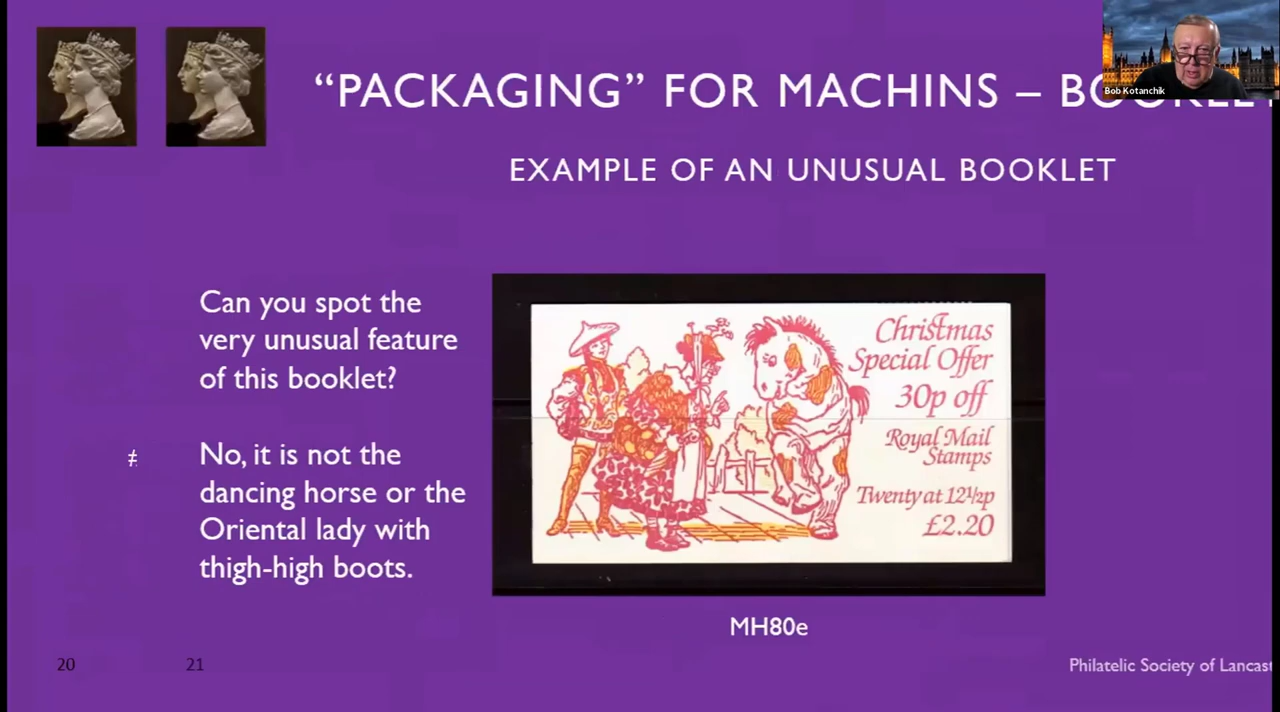 “PACKAGING” FOR MACHINS –
Bob Kotanchik
EXAMPLE OF AN UNUSUAL BOOKLET
Can you spot the
very unusual feature
of this booklet?
No, it is not the
dancing horse or the
Oriental lady with
thigh-high boots.
Christmas
Special Offer
30p off
Royal Mail
Stamps
Twenty at 12½p
£2.20
MH80e
20
21
Philatelic Society of Lancast